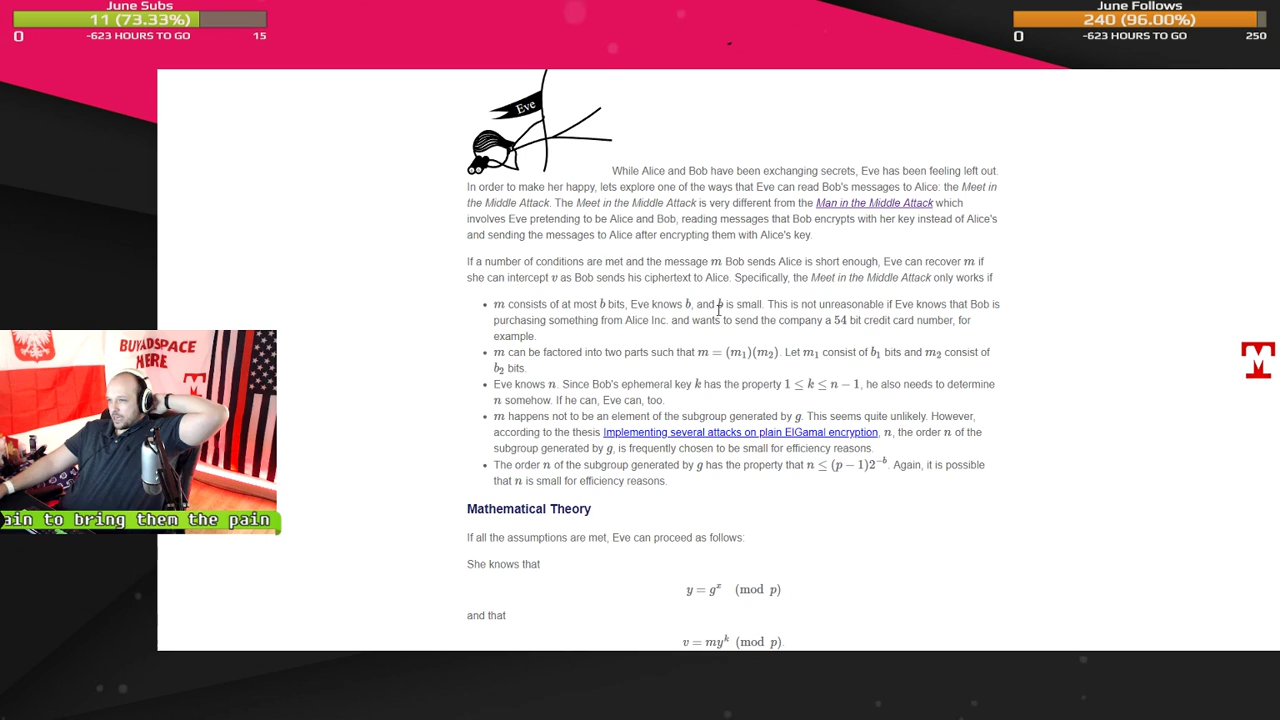 June Subs
11 (73.33%)
0 -623 HOURS TO GO 15
June Follows
240 (96.00%)
0 -623 HOURS TO GO 250
Eve
While Alice and Bob have been exchanging secrets, Eve has been feeling left out.
In order to make her happy, lets explore one of the ways that Eve can read Bob's messages to Alice: the Meet in
the Middle Attack. The Meet in the Middle Attack is very different from the Man in the Middle Attack which
involves Eve pretending to be Alice and Bob, reading messages that Bob encrypts with her key instead of Alice's
and sending the messages to Alice after encrypting them with Alice's key.
If a number of conditions are met and the message m Bob sends Alice is short enough, Eve can recover m if
she can intercept v as Bob sends his ciphertext to Alice. Specifically, the Meet in the Middle Attack only works if
• m consists of at most b bits, Eve knows b, and b is small. This is not unreasonable if Eve knows that Bob is
purchasing something from Alice Inc. and wants to send the company a 54 bit credit card number, for
example.
• m can be factored into two parts such that m = (m₁)(m₂). Let m₁ consist of b₁ bits and m₂ consist of
b₂ bits.
• Eve knows n. Since Bob's ephemeral key k has the property 1 ≤ k ≤ n − 1, he also needs to determine
n somehow. If he can, Eve can, too.
• m happens not to be an element of the subgroup generated by g. This seems quite unlikely. However,
according to the thesis Implementing several attacks on plain ElGamal encryption, n, the order n of the
subgroup generated by g, is frequently chosen to be small for efficiency reasons.
• The order n of the subgroup generated by g has the property that n ≤ (p − 1)2⁻ᵇ. Again, it is possible
that n is small for efficiency reasons.
Mathematical Theory
If all the assumptions are met, Eve can proceed as follows:
She knows that
y = gˣ (mod p)
and that
v = myᵏ (mod p).
BUY ADSPACE
HERE
ain to bring them the pain